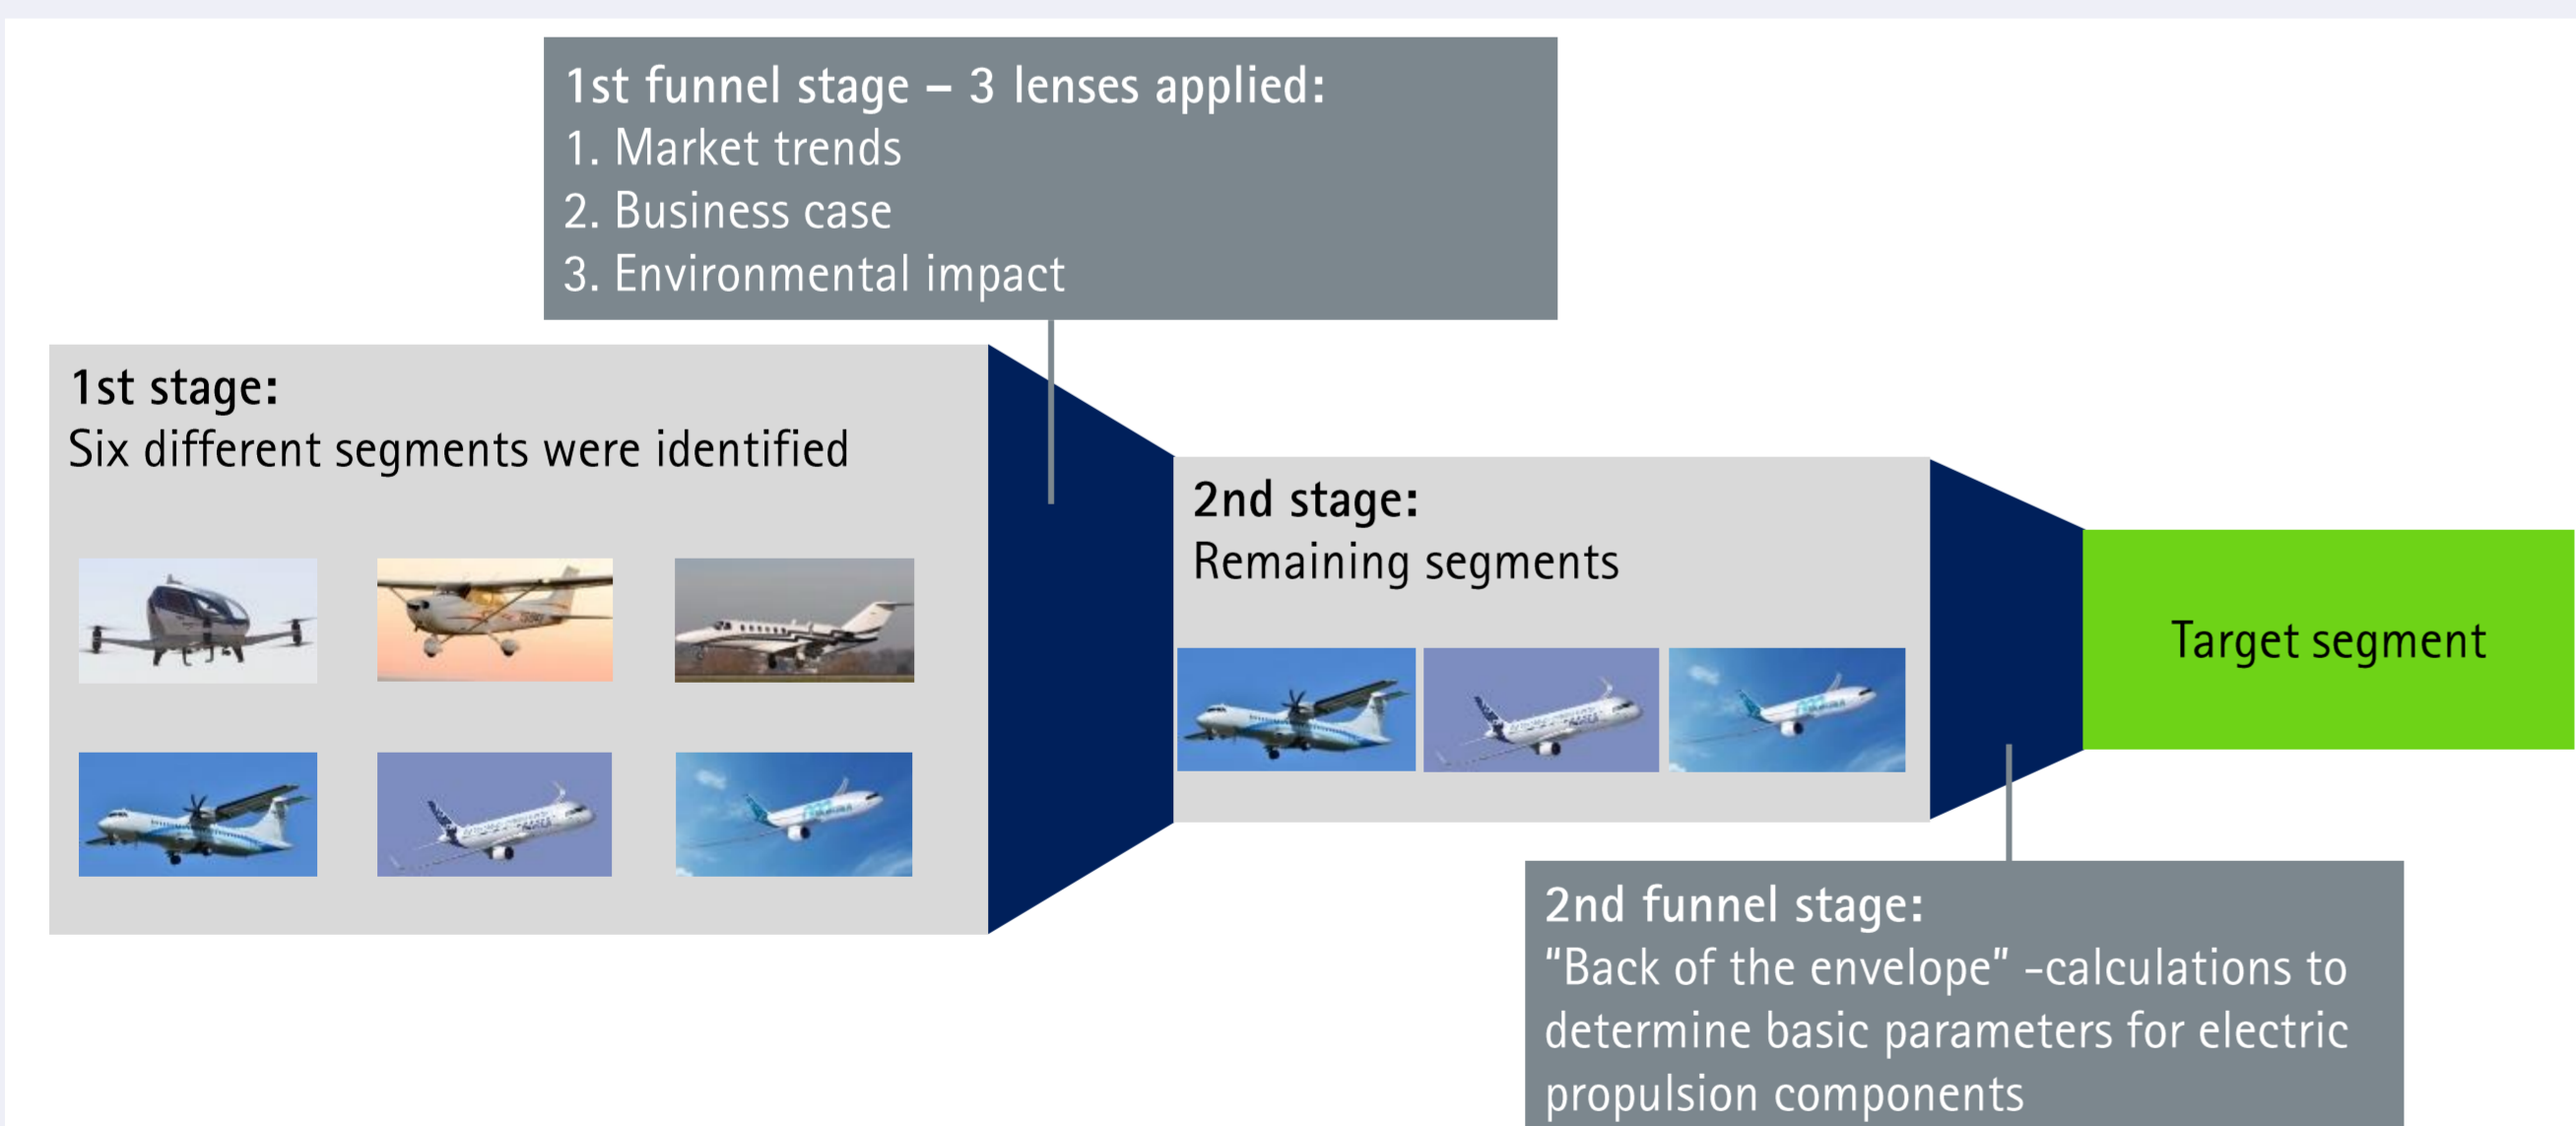 1st funnel stage – 3 lenses applied:
1. Market trends
2. Business case
3. Environmental impact
1st stage:
Six different segments were identified
2nd stage:
Remaining segments
Target segment
2nd funnel stage:
“Back of the envelope” -calculations to
determine basic parameters for electric
propulsion components